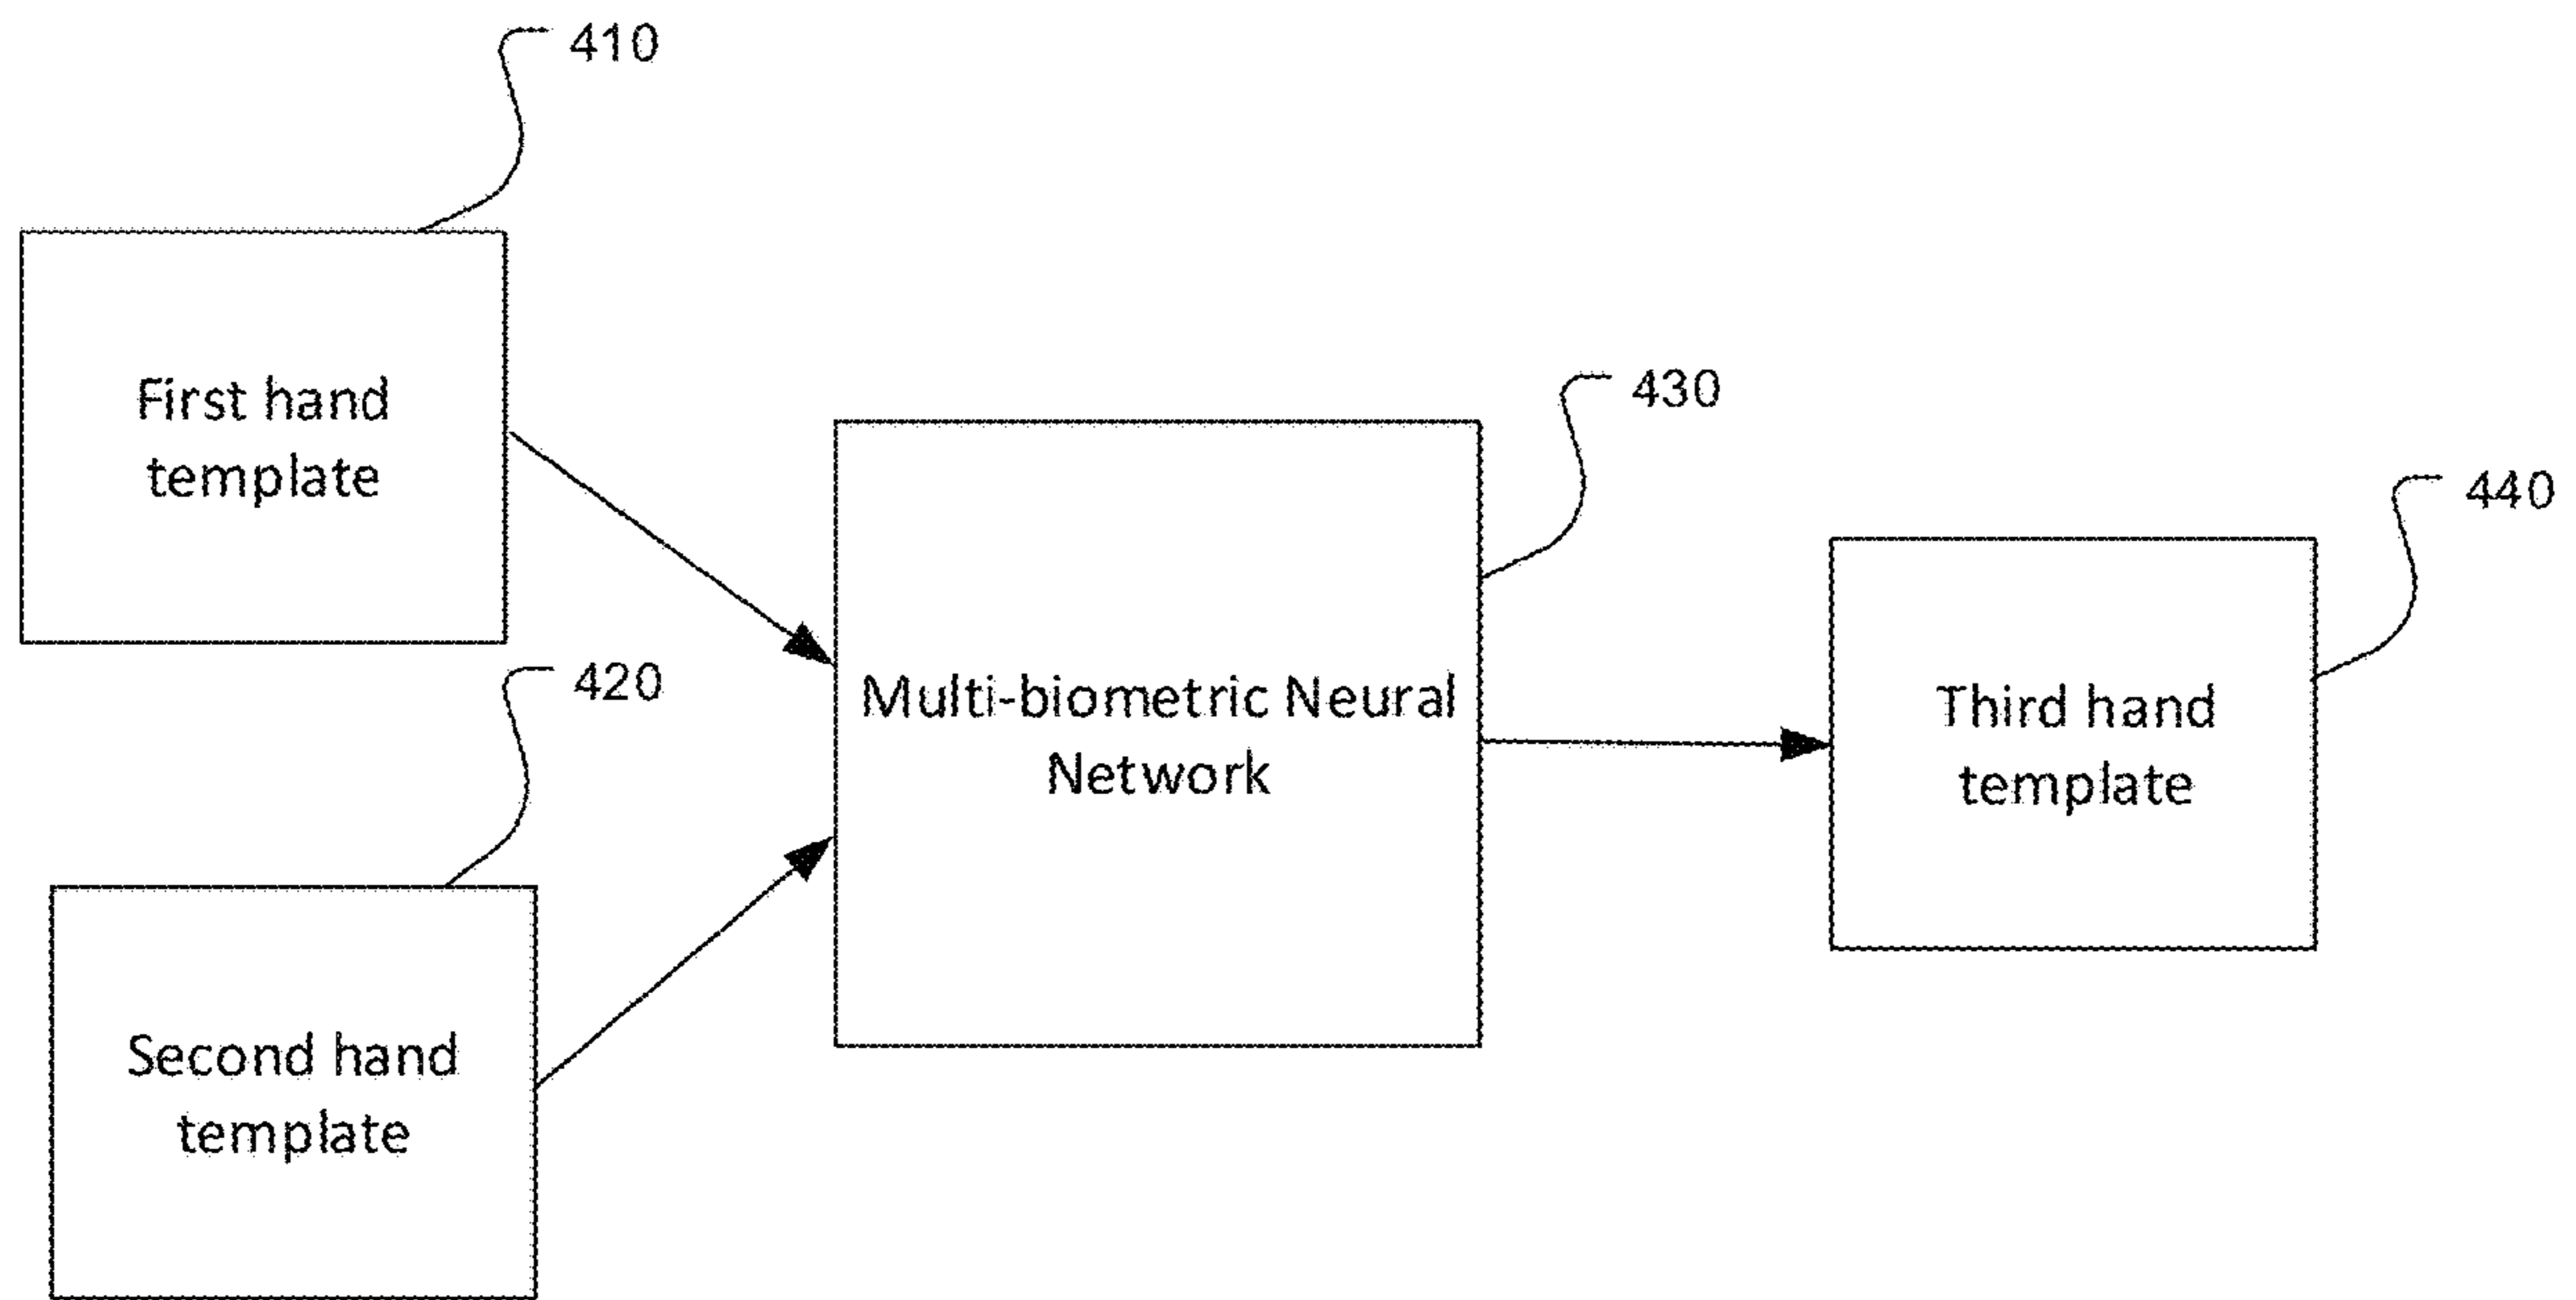 410
First hand
template
420
Second hand
template
430
Multi-biometric Neural
Network
440
Third hand
template